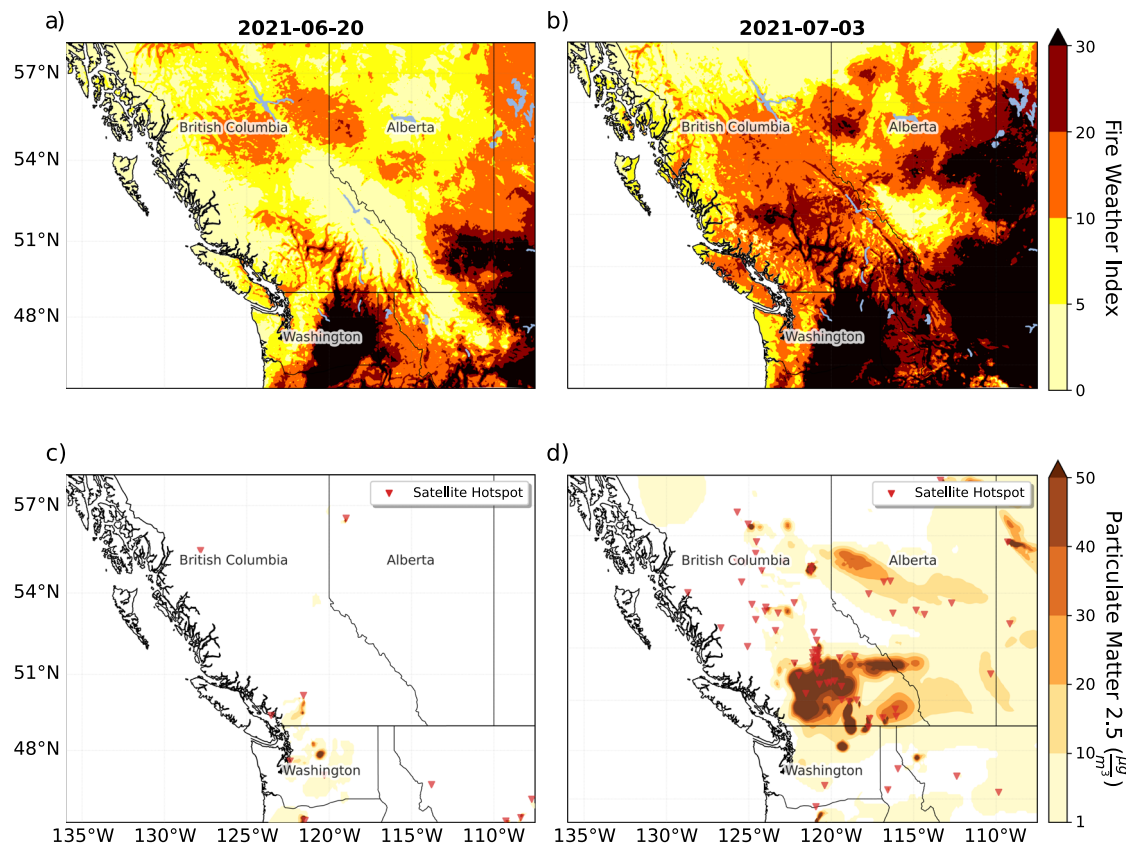 a)
2021-06-20
b)
2021-07-03
57°N
54°N
51°N
48°N
British Columbia
Alberta
Washington
British Columbia
Alberta
Washington
30
20
10
5
0
Fire Weather Index
c)
d)
57°N
54°N
51°N
48°N
Satellite Hotspot
British Columbia
Alberta
Washington
Satellite Hotspot
British Columbia
Alberta
Washington
50
40
30
20
10
1
Particulate Matter 2.5 (μg/m³)
135°W 130°W 125°W 120°W 115°W 110°W
135°W 130°W 125°W 120°W 115°W 110°W